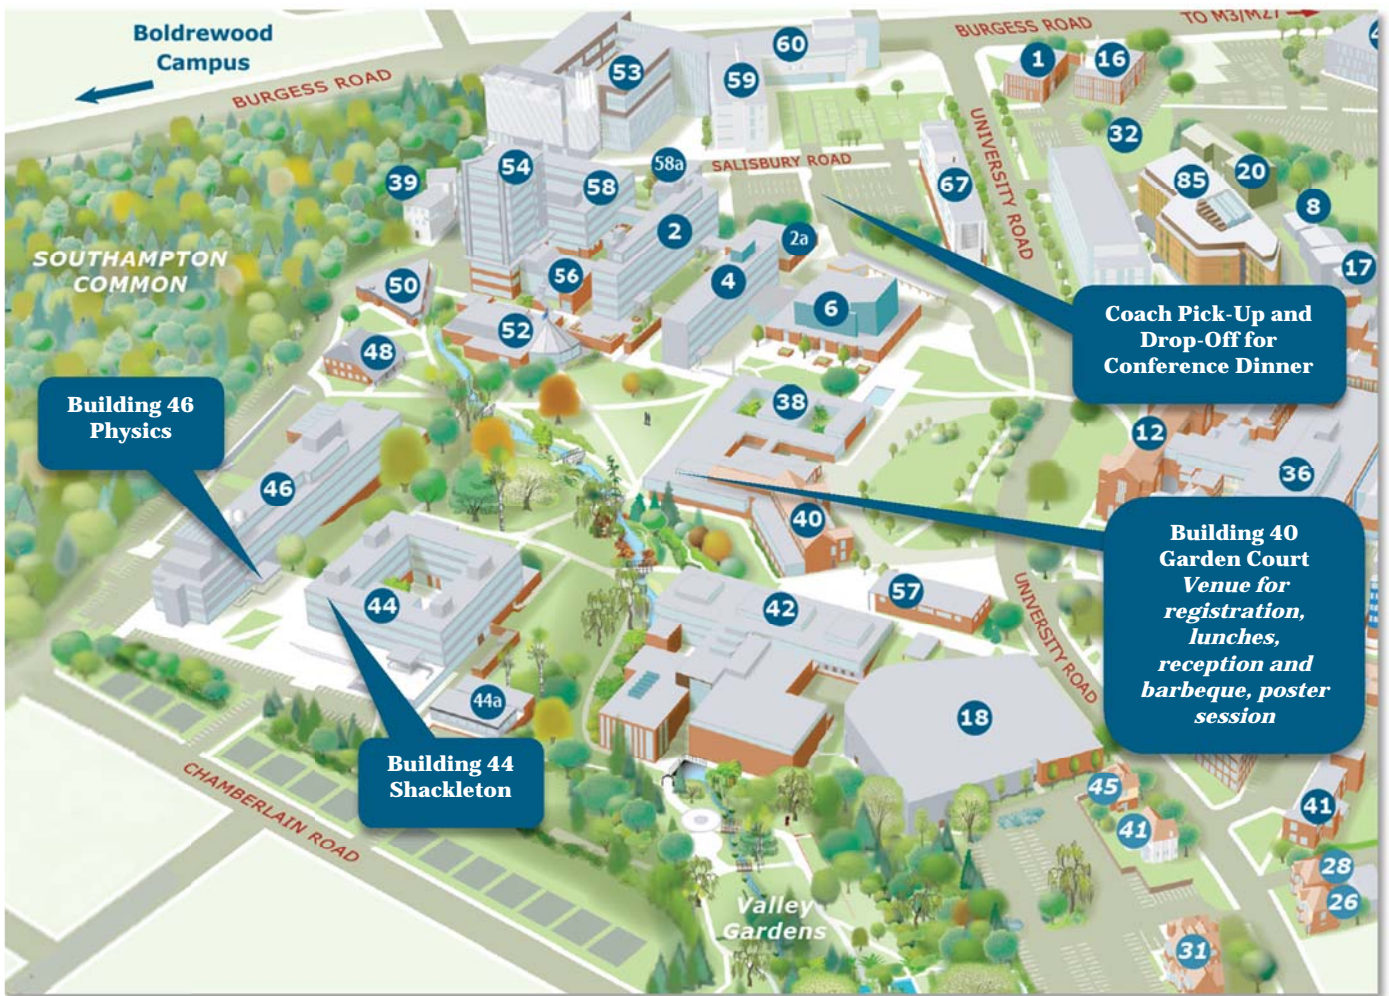 Boldrewood
Campus
BURGESS ROAD
BURGESS ROAD
TO M3/M27
53
60
59
1
16
4
32
UNIVERSITY ROAD
SALISBURY ROAD
58a
54
58
39
2
2a
67
85
20
8
17
SOUTHAMPTON
COMMON
50
56
4
6
52
48
Coach Pick-Up and
Drop-Off for
Conference Dinner
Building 46
Physics
38
12
36
46
40
Building 40
Garden Court
Venue for
registration,
lunches,
reception and
barbeque, poster
session
44
42
57
UNIVERSITY ROAD
44a
18
Building 44
Shackleton
CHAMBERLAIN ROAD
45
41
41
28
26
31
Valley
Gardens